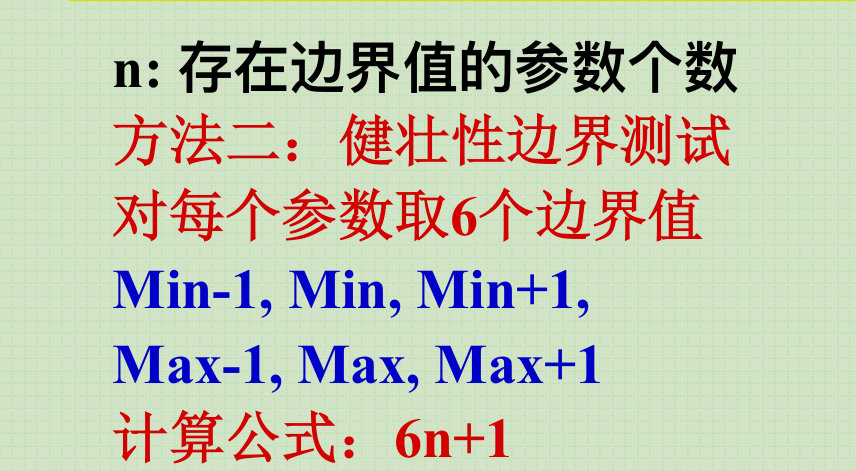 n: 存在边界值的参数个数
方法二：健壮性边界测试
对每个参数取6个边界值
Min-1, Min, Min+1,
Max-1, Max, Max+1
计算公式：6n+1